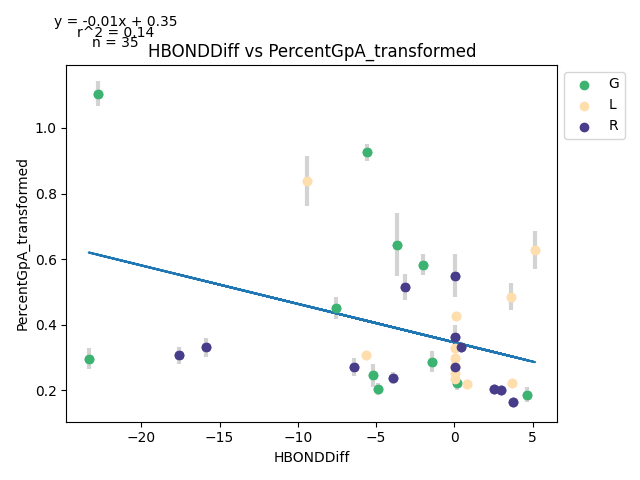 y = -0.01x + 0.35
r^2 = 0.14
n = 35
HBONDDiff vs PercentGpA_transformed
G
L
R
1.0
0.8
0.6
0.4
0.2
PercentGpA_transformed
−20
−15
−10
−5
0
5
HBONDDiff